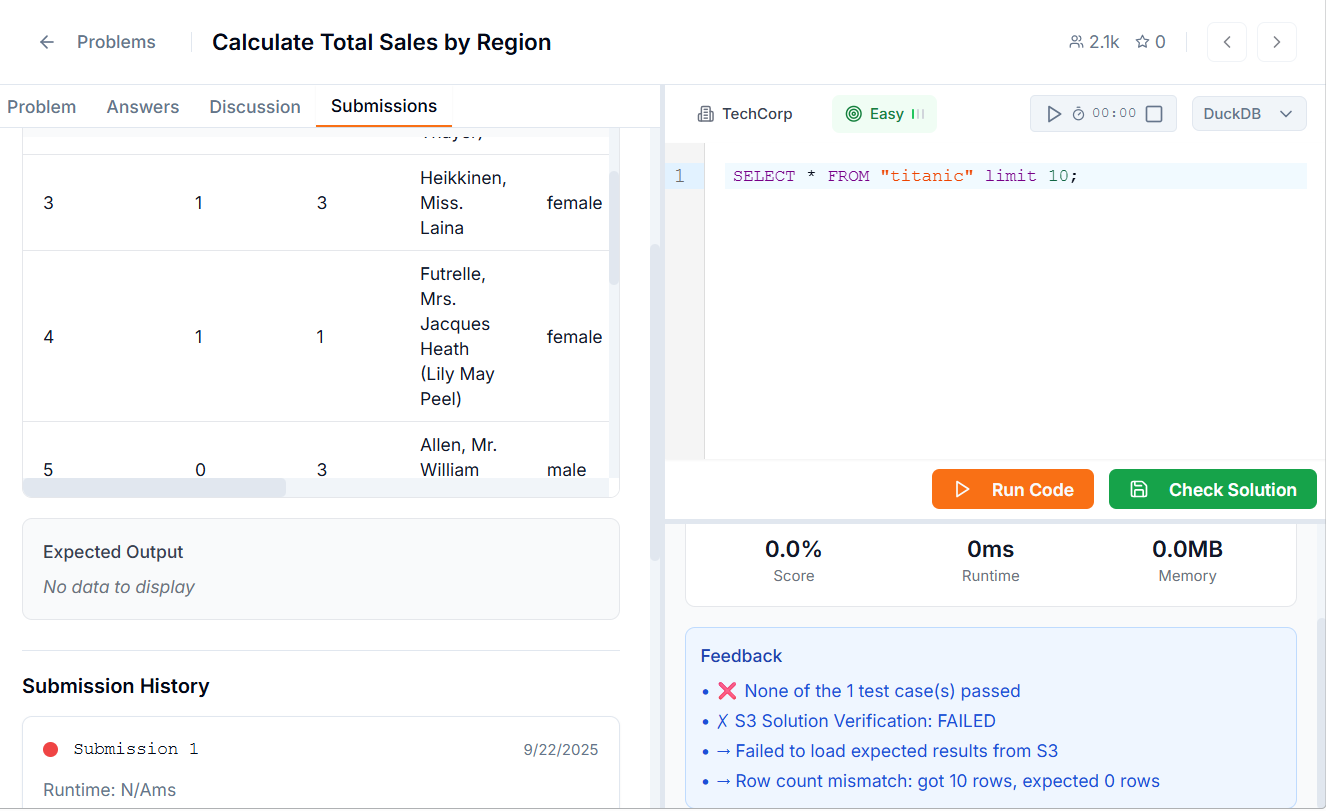 Problems
Calculate Total Sales by Region
2.1k
0
Problem
Answers
Discussion
Submissions
3 1 3 Heikkinen, Miss. Laina female
4 1 1 Futrelle, Mrs. Jacques Heath (Lily May Peel) female
5 0 3 Allen, Mr. William male
Expected Output
No data to display
Submission History
Submission 1
9/22/2025
Runtime: N/Ams
TechCorp
Easy
00:00
DuckDB
1
SELECT * FROM "titanic" limit 10;
Run Code
Check Solution
0.0%
Score
0ms
Runtime
0.0MB
Memory
Feedback
• ❌ None of the 1 test case(s) passed
• ✗ S3 Solution Verification: FAILED
• → Failed to load expected results from S3
• → Row count mismatch: got 10 rows, expected 0 rows